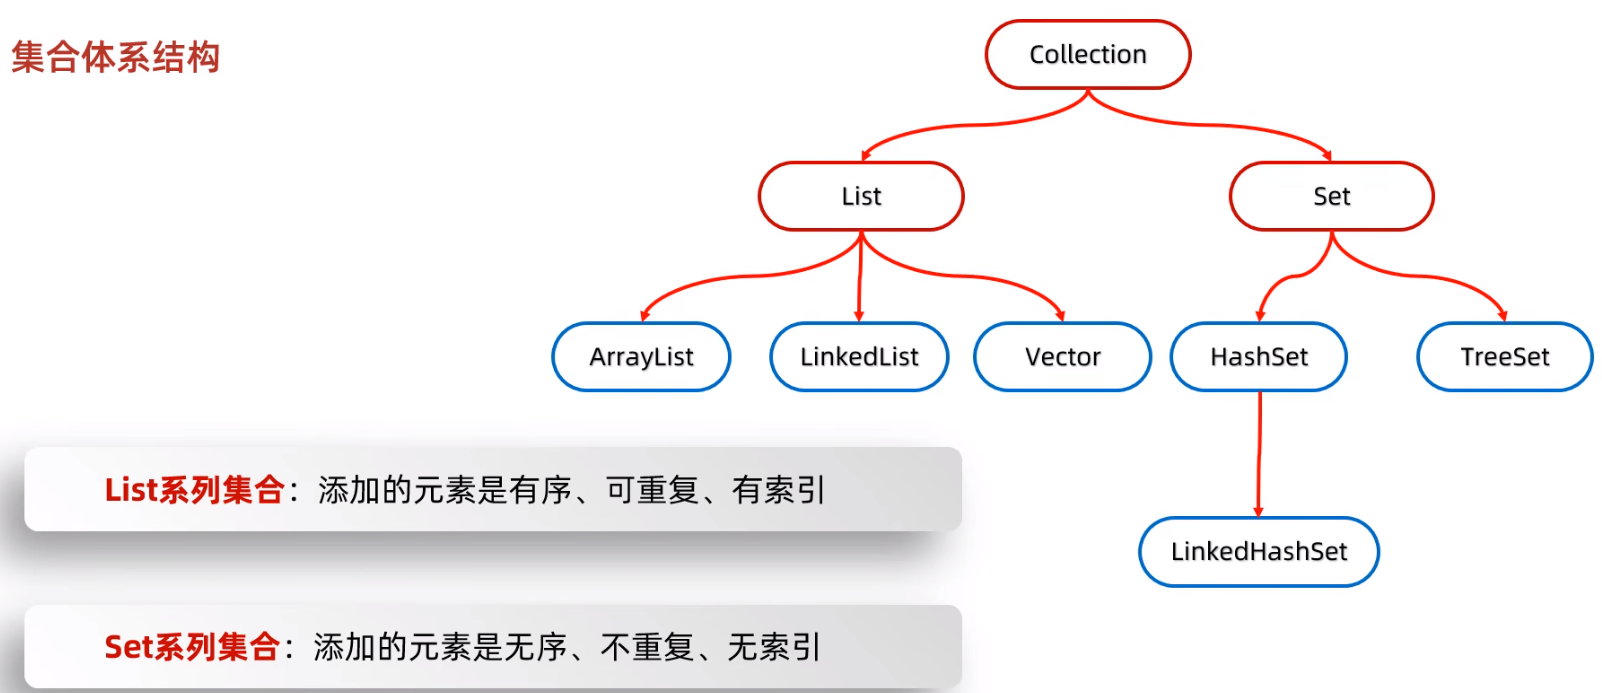 集合体系结构
Collection
List
Set
ArrayList
LinkedList
Vector
HashSet
TreeSet
List系列集合：添加的元素是有序、可重复、有索引
LinkedHashSet
Set系列集合：添加的元素是无序、不重复、无索引